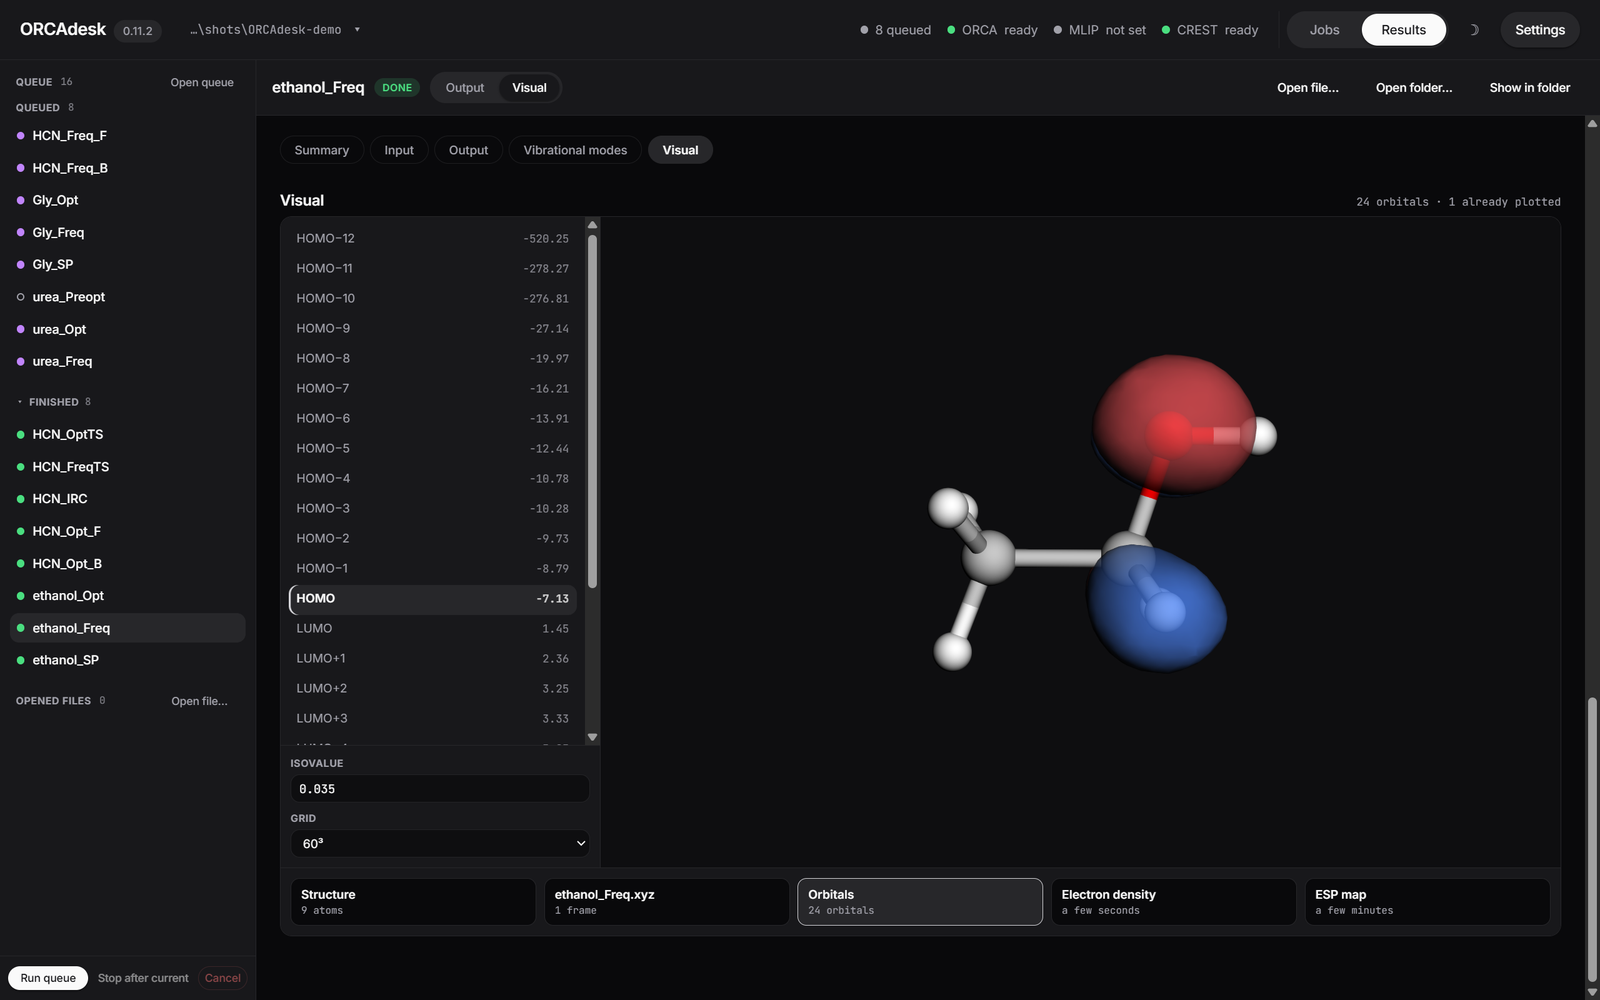 ORCAdesk 0.11.2 …\shots\ORCAdesk-demo 8 queued ORCA ready MLIP not set CREST ready Jobs Results Settings
QUEUE 16 Open queue
QUEUED 8
HCN_Freq_F
HCN_Freq_B
Gly_Opt
Gly_Freq
Gly_SP
urea_Preopt
urea_Opt
urea_Freq
FINISHED 8
HCN_OptTS
HCN_FreqTS
HCN_IRC
HCN_Opt_F
HCN_Opt_B
ethanol_Opt
ethanol_Freq
ethanol_SP
OPENED FILES 0 Open file...
Run queue Stop after current Cancel
ethanol_Freq DONE Output Visual Open file... Open folder... Show in folder
Summary Input Output Vibrational modes Visual
Visual 24 orbitals · 1 already plotted
HOMO−12 -520.25
HOMO−11 -278.27
HOMO−10 -276.81
HOMO−9 -27.14
HOMO−8 -19.97
HOMO−7 -16.21
HOMO−6 -13.91
HOMO−5 -12.44
HOMO−4 -10.78
HOMO−3 -10.28
HOMO−2 -9.73
HOMO−1 -8.79
HOMO -7.13
LUMO 1.45
LUMO+1 2.36
LUMO+2 3.25
LUMO+3 3.33
ISOVALUE
0.035
GRID
60³
Structure
9 atoms
ethanol_Freq.xyz
1 frame
Orbitals
24 orbitals
Electron density
a few seconds
ESP map
a few minutes